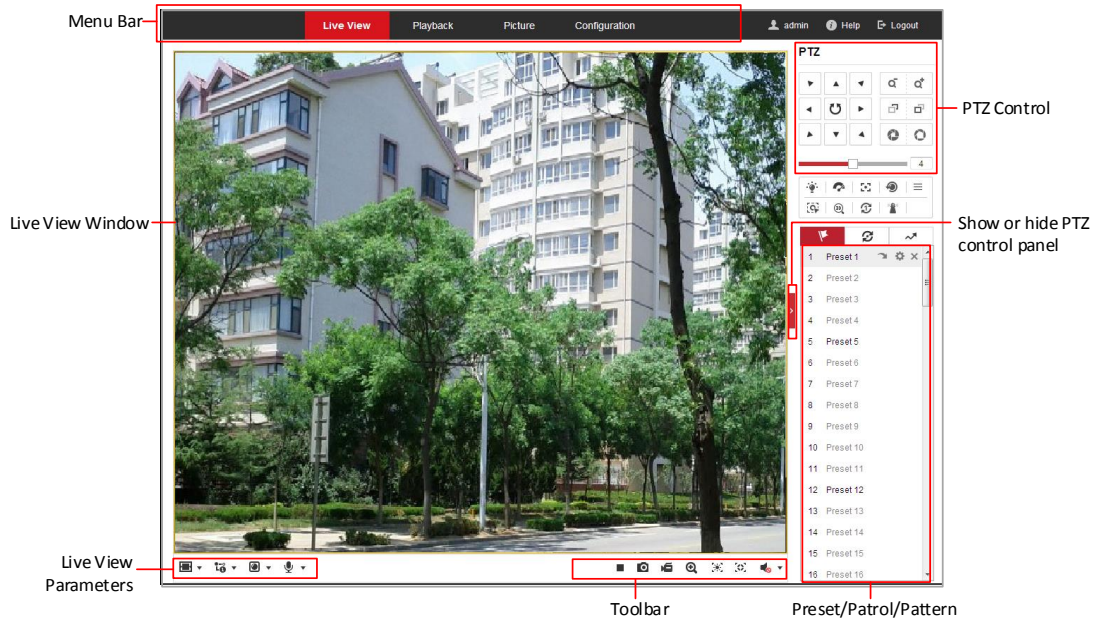 Menu Bar
Live View
Playback
Picture
Configuration
admin
Help
Logout
PTZ
PTZ Control
4
Live View Window
Show or hide PTZ
control panel
1 Preset 1
2 Preset 2
3 Preset 3
4 Preset 4
5 Preset 5
6 Preset 6
7 Preset 7
8 Preset 8
9 Preset 9
10 Preset 10
11 Preset 11
12 Preset 12
13 Preset 13
14 Preset 14
15 Preset 15
16 Preset 16
Live View
Parameters
Toolbar
Preset/Patrol/Pattern